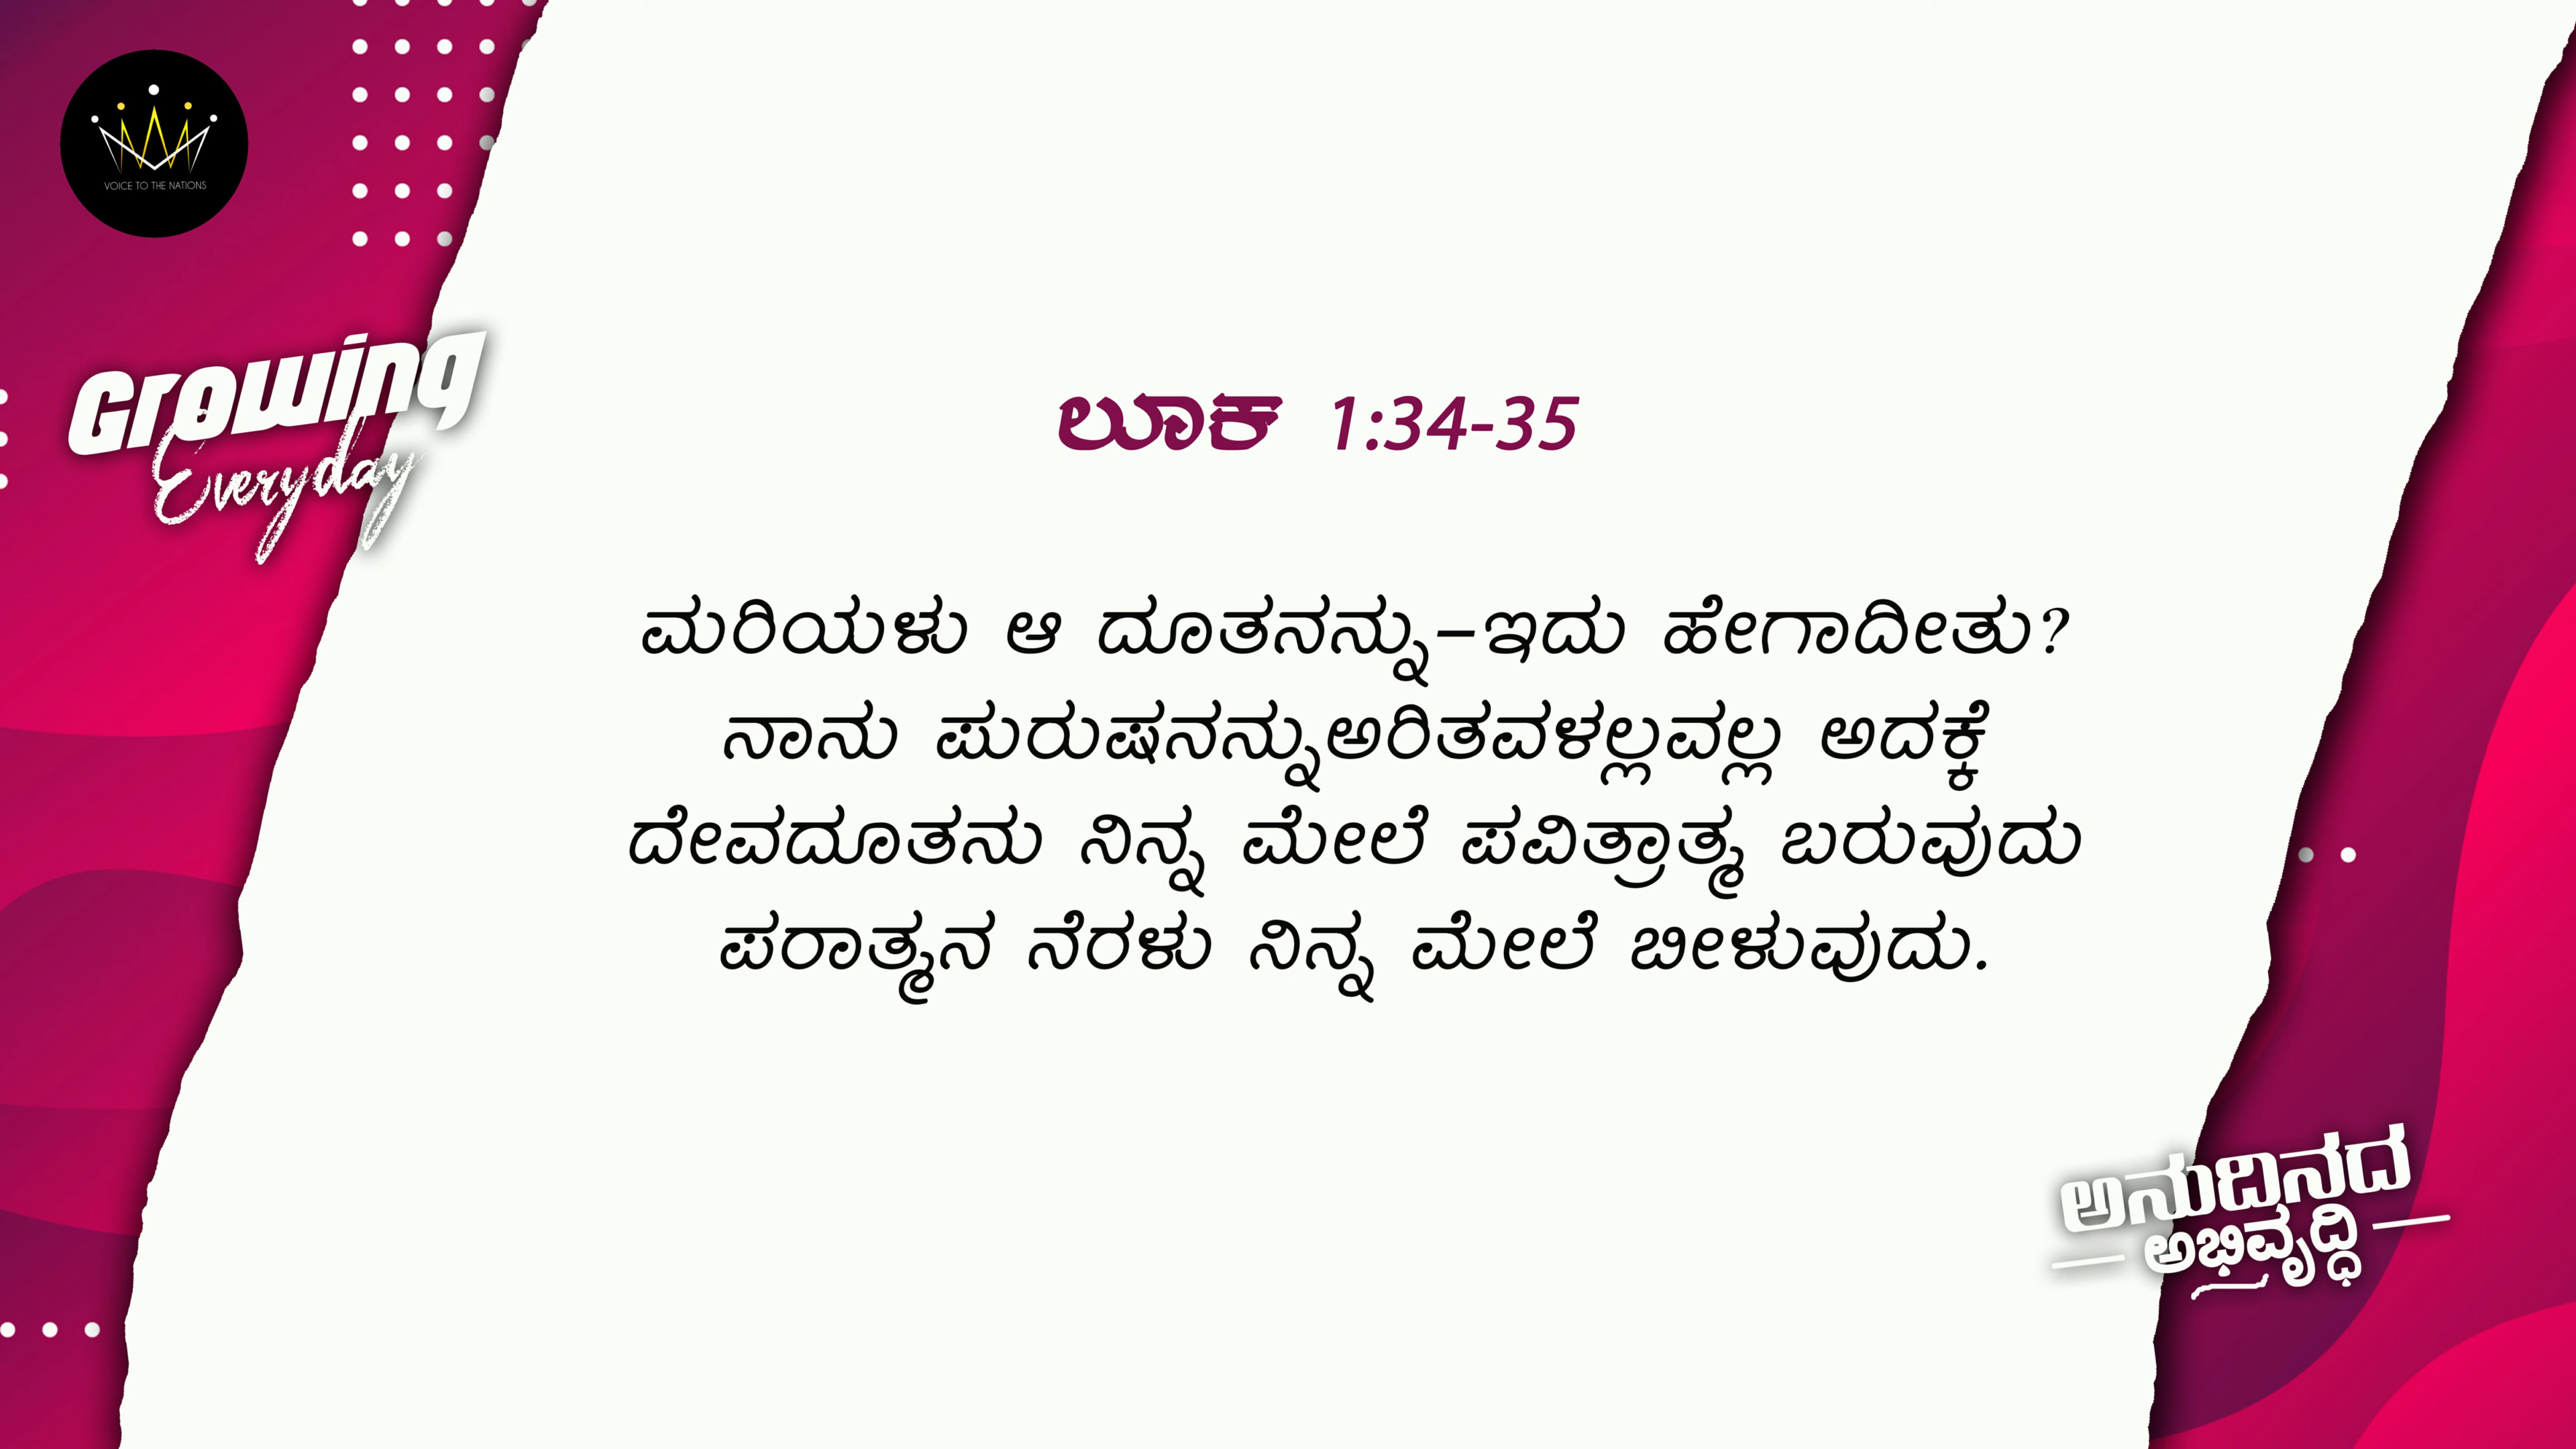 VOICE TO THE NATIONS
Growing
Everyday
ಲೂಕ 1:34-35
ಮರಿಯಳು ಆ ದೂತನನ್ನು-ಇದು ಹೇಗಾದೀತು?
ನಾನು ಪುರುಷನನ್ನುಅರಿತವಳಲ್ಲವಲ್ಲ ಅದಕ್ಕೆ
ದೇವದೂತನು ನಿನ್ನ ಮೇಲೆ ಪವಿತ್ರಾತ್ಮ ಬರುವುದು
ಪರಾತ್ಮನ ನೆರಳು ನಿನ್ನ ಮೇಲೆ ಬೀಳುವುದು.
ಅನುದಿನದ
ಅಭಿವೃದ್ಧಿ